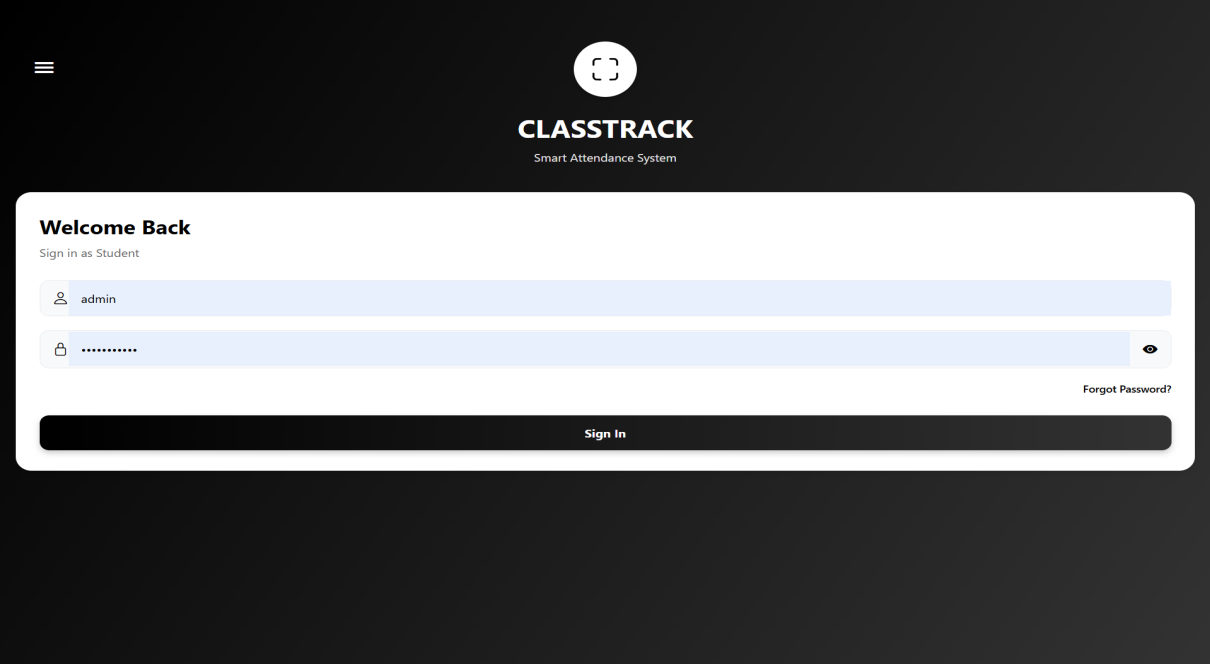 CLASSTRACK
Smart Attendance System
Welcome Back
Sign in as Student
admin
•••••••••••
Forgot Password?
Sign In